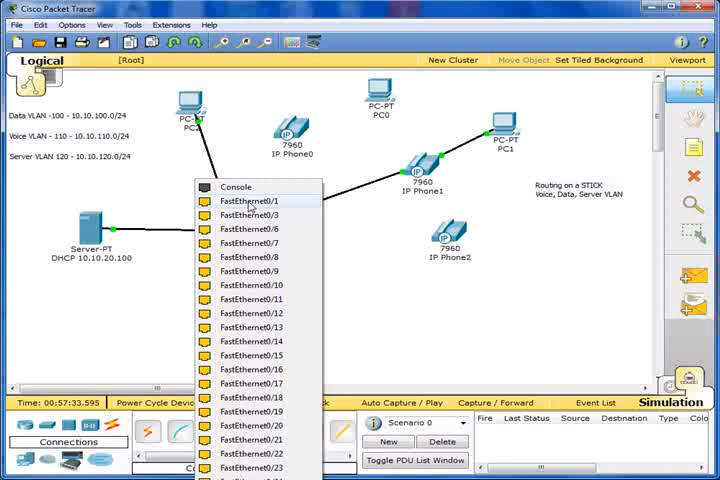 Cisco Packet Tracer
File Edit Options View Tools Extensions Help
Logical [Root] New Cluster Move Object Set Tiled Background Viewport
PC-PT
PC2
PC-PT
PC0
7960
IP Phone0
PC-PT
PC1
7960
IP Phone1
7960
IP Phone2
Data VLAN -100 - 10.10.100.0/24
Voice VLAN - 110 - 10.10.110.0/24
Server VLAN 120 - 10.10.120.0/24
Routing on a STICK
Voice, Data, Server VLAN
Server-PT
DHCP 10.10.20.100
Console
FastEthernet0/1
FastEthernet0/3
FastEthernet0/6
FastEthernet0/7
FastEthernet0/8
FastEthernet0/9
FastEthernet0/10
FastEthernet0/11
FastEthernet0/12
FastEthernet0/13
FastEthernet0/14
FastEthernet0/15
FastEthernet0/16
FastEthernet0/17
FastEthernet0/18
FastEthernet0/19
FastEthernet0/20
FastEthernet0/21
FastEthernet0/22
FastEthernet0/23
Time: 00:57:33.595 Power Cycle Devic Auto Capture / Play Capture / Forward Event List Simulation
Connections
Scenario 0
New Delete
Toggle PDU List Window
Fire Last Status Source Destination Type Colo